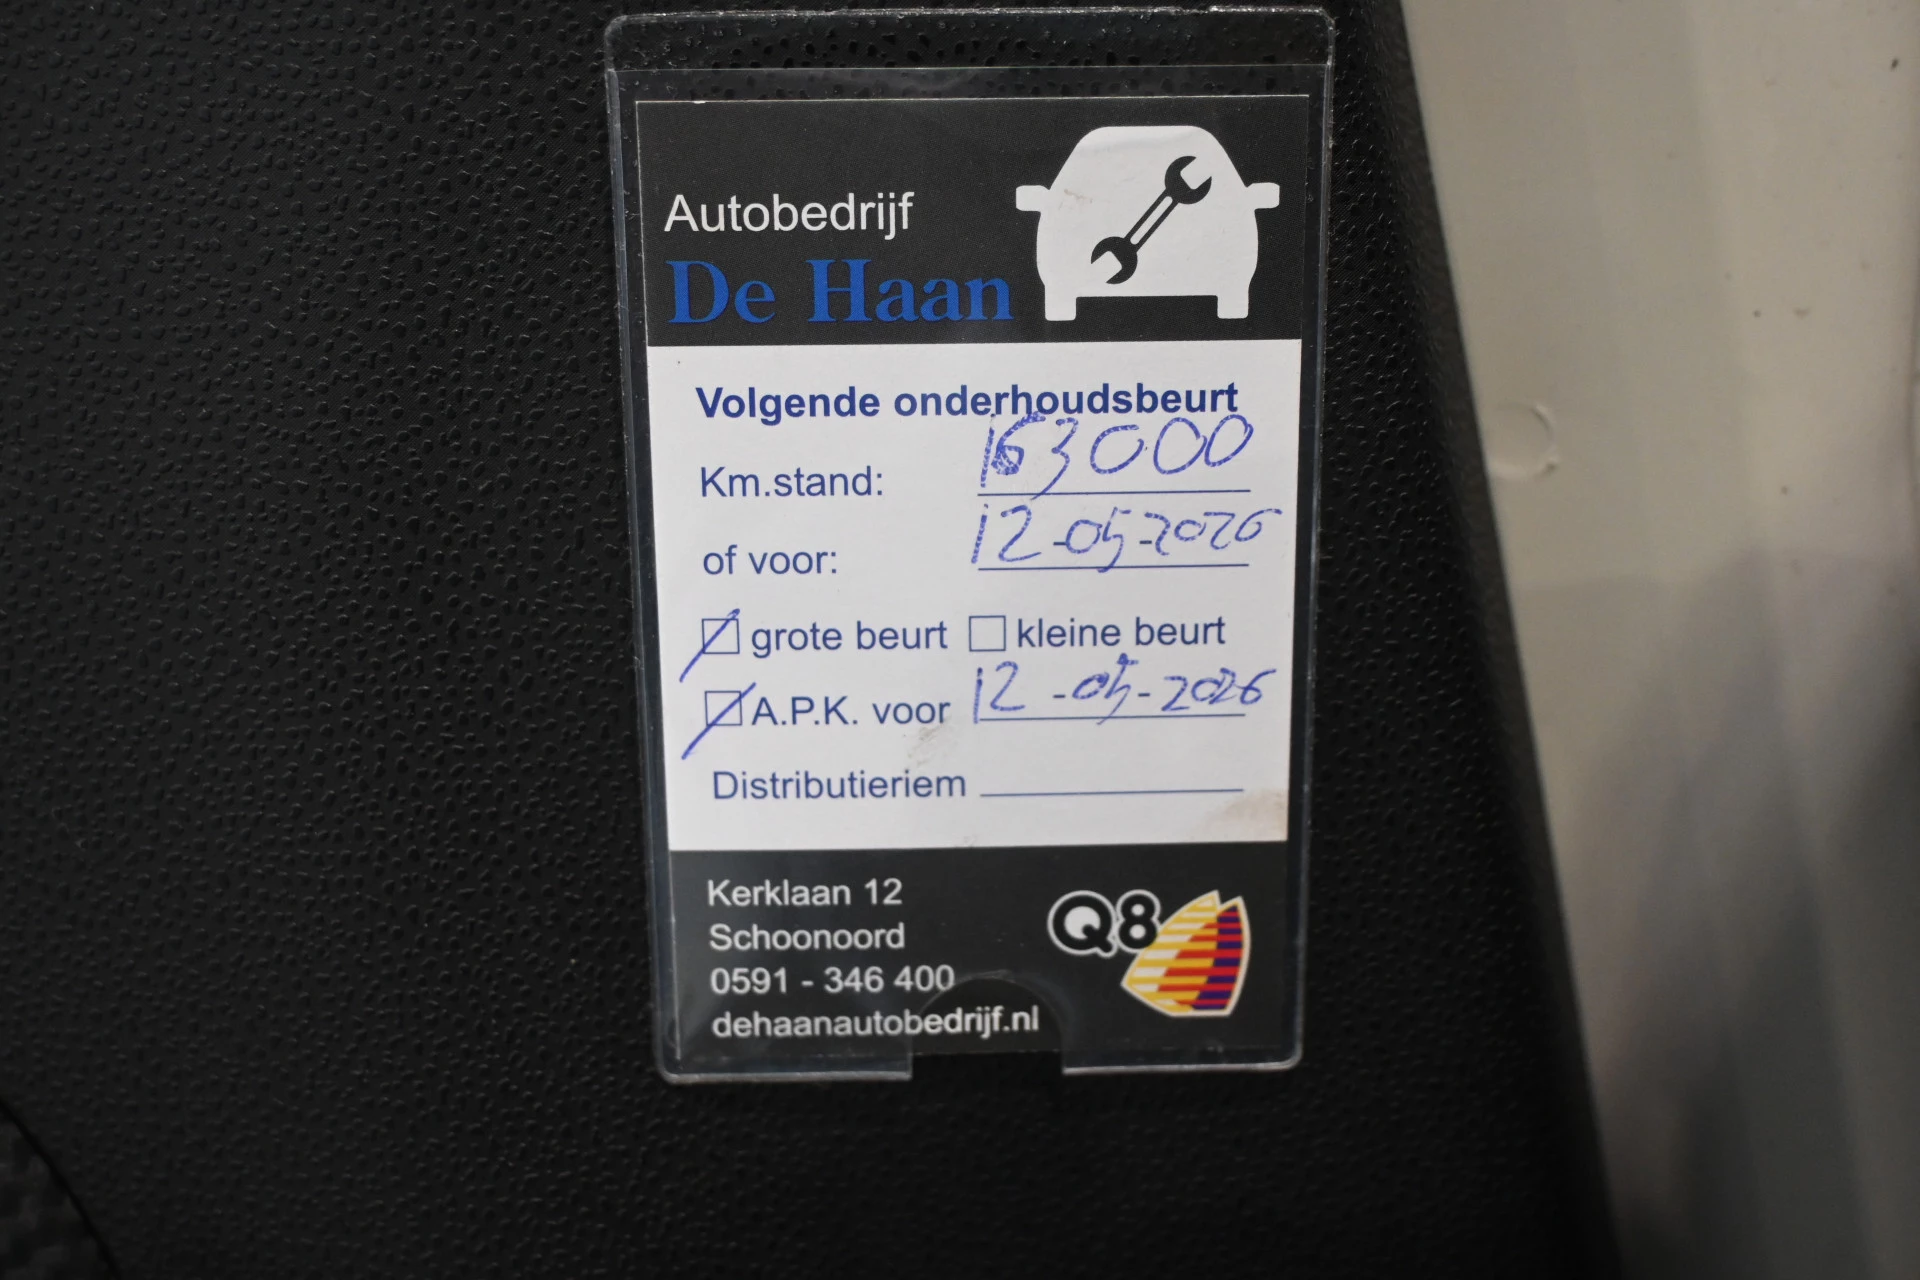 Autobedrijf
De Haan
Volgende onderhoudsbeurt
Km.stand: 163000
of voor: 12-05-2026
grote beurt kleine beurt
A.P.K. voor 12-05-2026
Distributieriem
Kerklaan 12
Schoonoord
0591 - 346 400
dehaanautobedrijf.nl
Q8